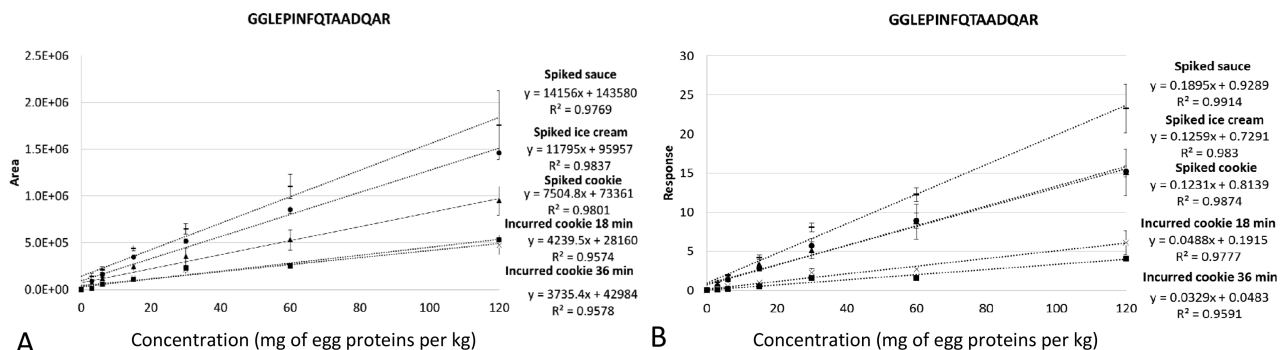 GGLEPINFQTAADQAR
2.5E+06
2.0E+06
1.5E+06
1.0E+06
5.0E+05
0.0E+00
Area
0 20 40 60 80 100 120
Spiked sauce
y = 14156x + 143580
R² = 0.9769
Spiked ice cream
y = 11795x + 95957
R² = 0.9837
Spiked cookie
y = 7504.8x + 73361
R² = 0.9801
Incurred cookie 18 min
y = 4239.5x + 28160
R² = 0.9574
Incurred cookie 36 min
y = 3735.4x + 42984
R² = 0.9578
A
Concentration (mg of egg proteins per kg)
GGLEPINFQTAADQAR
30
25
20
15
10
5
0
Response
0 20 40 60 80 100 120
Spiked sauce
y = 0.1895x + 0.9289
R² = 0.9914
Spiked ice cream
y = 0.1259x + 0.7291
R² = 0.983
Spiked cookie
y = 0.1231x + 0.8139
R² = 0.9874
Incurred cookie 18 min
y = 0.0488x + 0.1915
R² = 0.9777
Incurred cookie 36 min
y = 0.0329x + 0.0483
R² = 0.9591
B
Concentration (mg of egg proteins per kg)